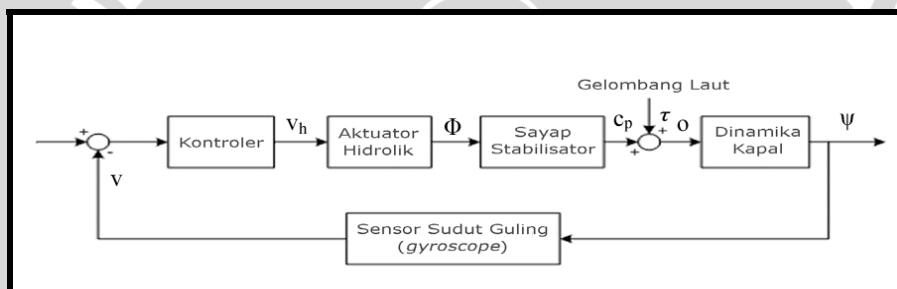 Gelombang Laut
+
-
Kontroler
Vh
Aktuator
Hidrolik
Φ
Sayap
Stabilisator
cp
τ
+
+
o
Dinamika
Kapal
ψ
v
Sensor Sudut Guling
(gyroscope)